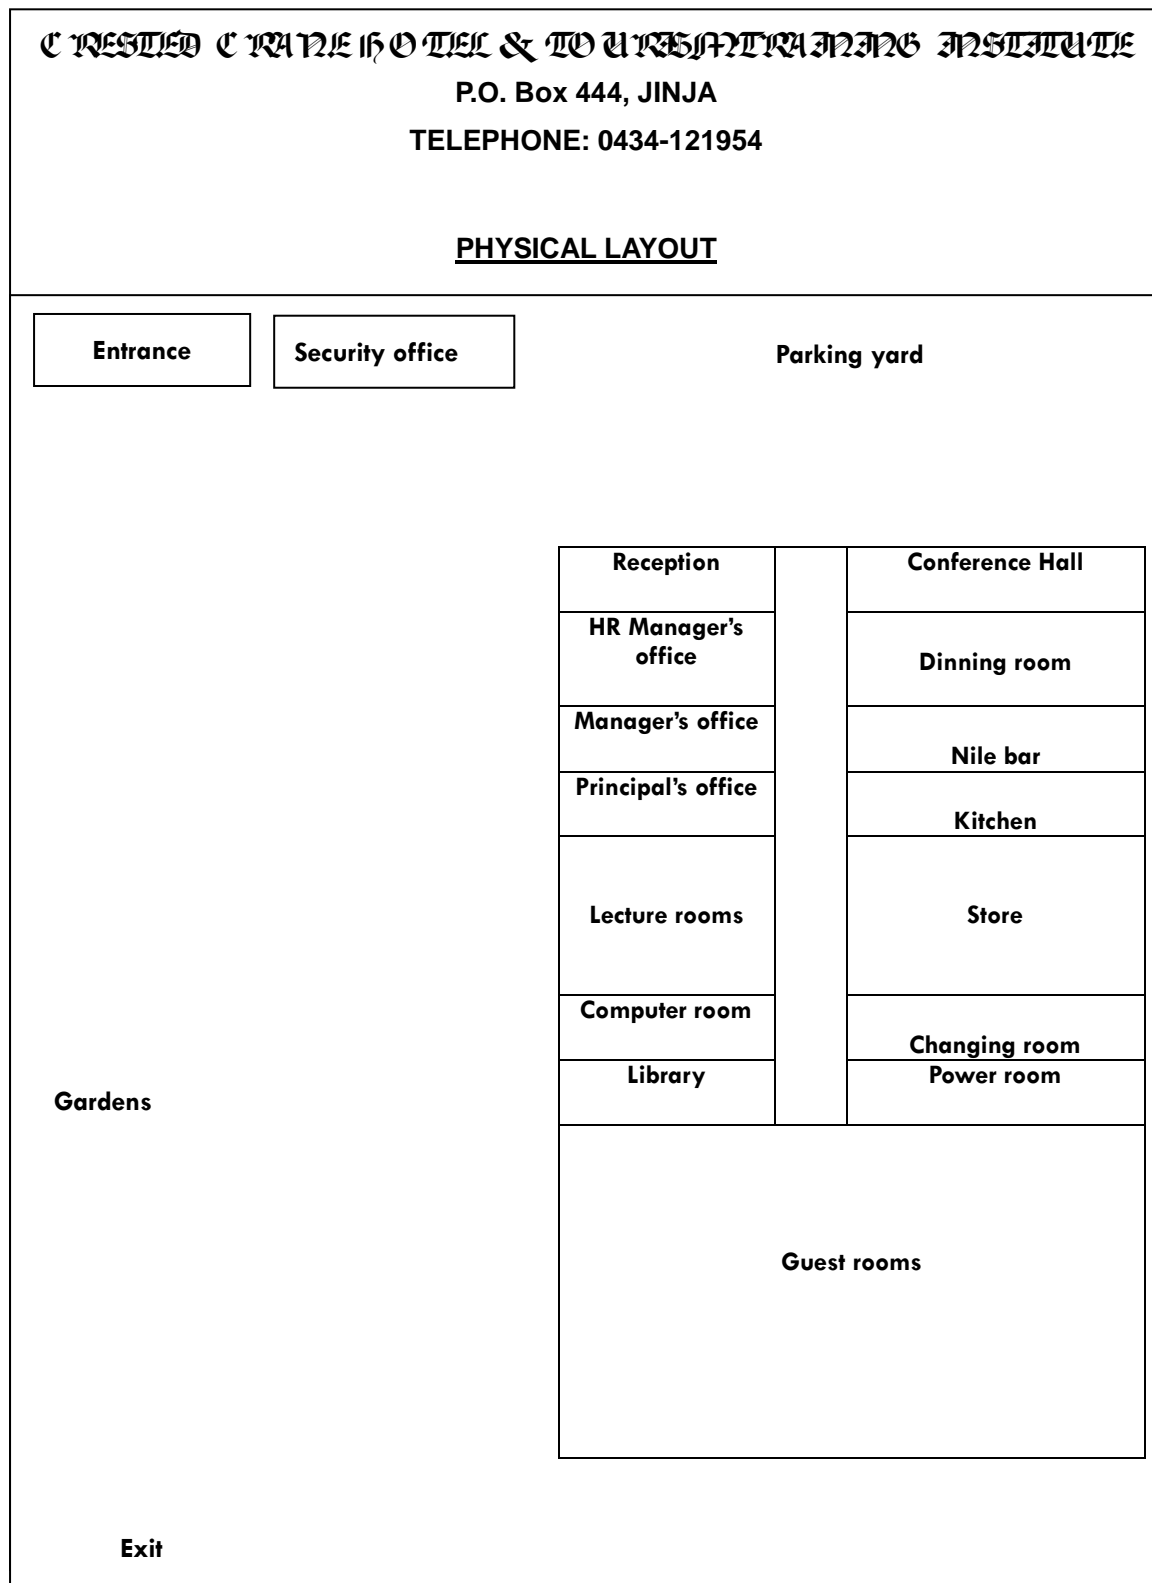 CRESTED CRANE HOTEL & TOURISM TRAINING INSTITUTE
P.O. Box 444, JINJA
TELEPHONE: 0434-121954
PHYSICAL LAYOUT
Entrance
Security office
Parking yard
Reception
Conference Hall
HR Manager's
office
Dinning room
Manager's office
Nile bar
Principal's office
Kitchen
Lecture rooms
Store
Computer room
Changing room
Library
Power room
Gardens
Guest rooms
Exit